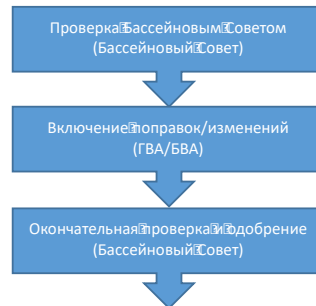 Проверка Бассейновым Советом
(Бассейновый Совет)
Включение поправок/изменений
(ГВА/БВА)
Окончательная проверка и одобрение
(Бассейновый Совет)